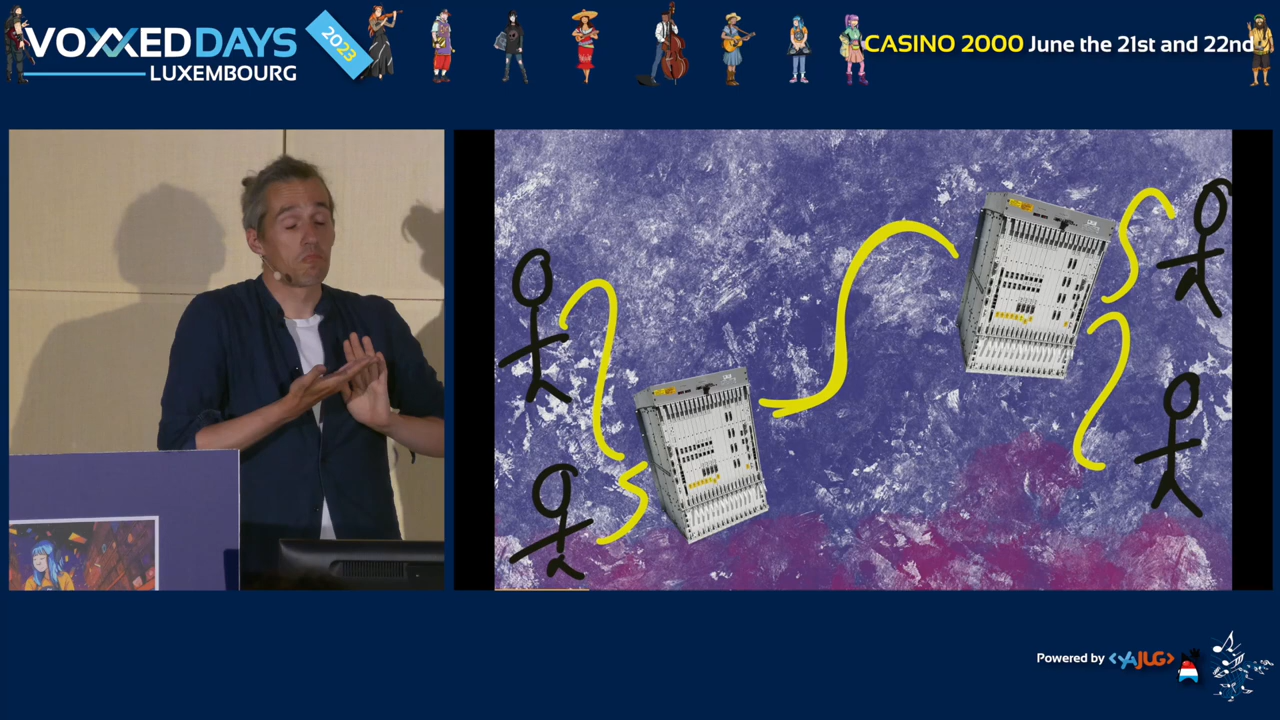 VOXXED DAYS
LUXEMBOURG
2023
CASINO 2000 June the 21st and 22nd
Powered by <YAJUG>